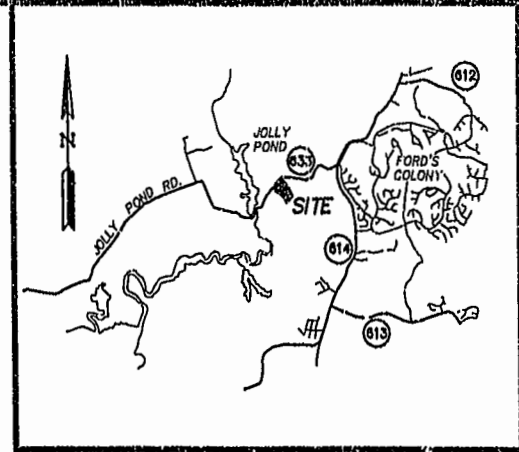 612
N
JOLLY
POND
633
FORD'S
COLONY
JOLLY POND RD.
SITE
614
613